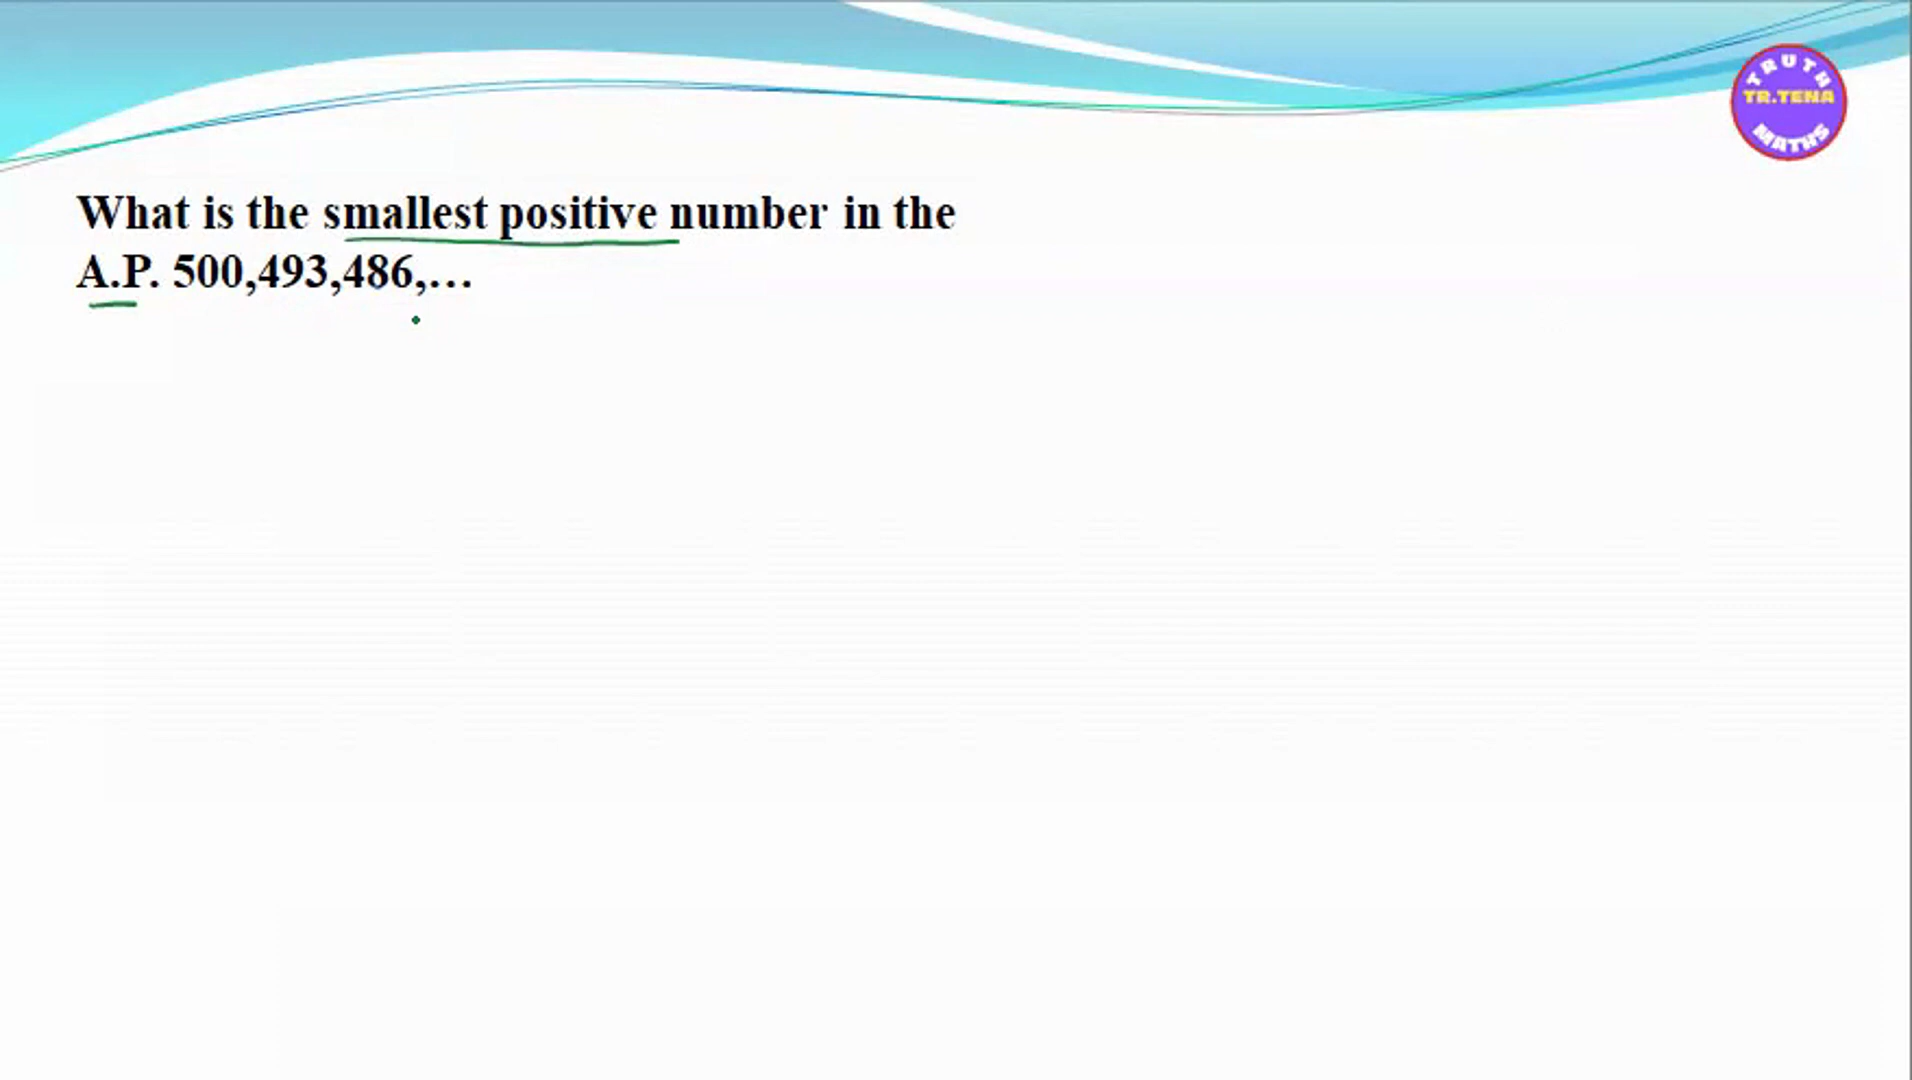 TRUTH
TR.TENA
MATHS
What is the smallest positive number in the
A.P. 500,493,486,…